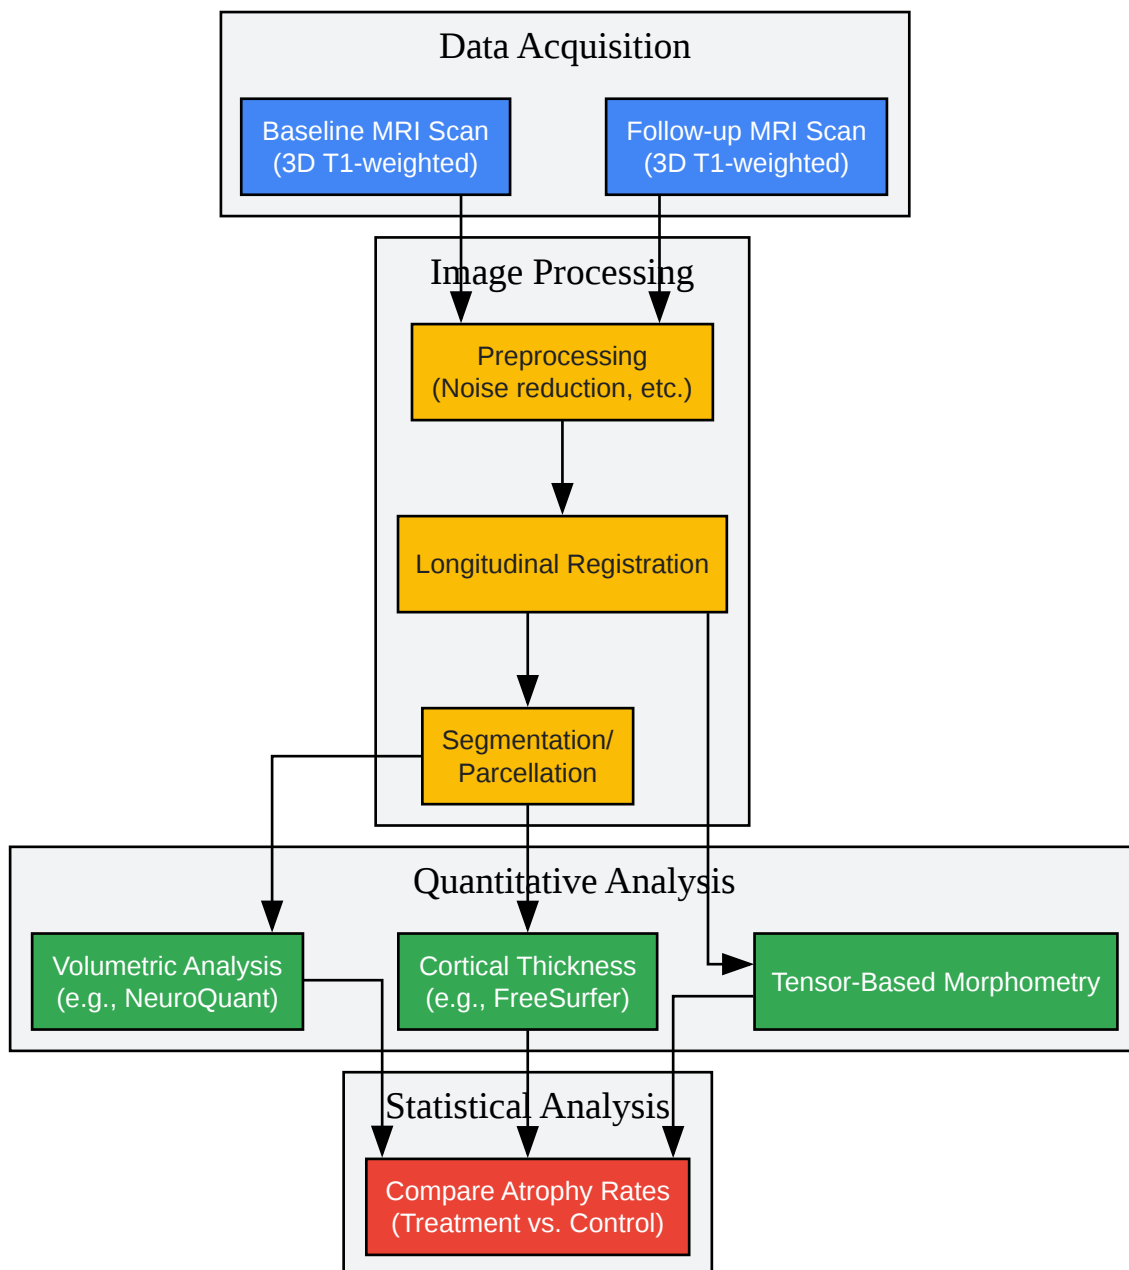 Data Acquisition
Baseline MRI Scan
(3D T1-weighted)
Follow-up MRI Scan
(3D T1-weighted)
Image Processing
Preprocessing
(Noise reduction, etc.)
Longitudinal Registration
Segmentation/
Parcellation
Quantitative Analysis
Volumetric Analysis
(e.g., NeuroQuant)
Cortical Thickness
(e.g., FreeSurfer)
Tensor-Based Morphometry
Statistical Analysis
Compare Atrophy Rates
(Treatment vs. Control)